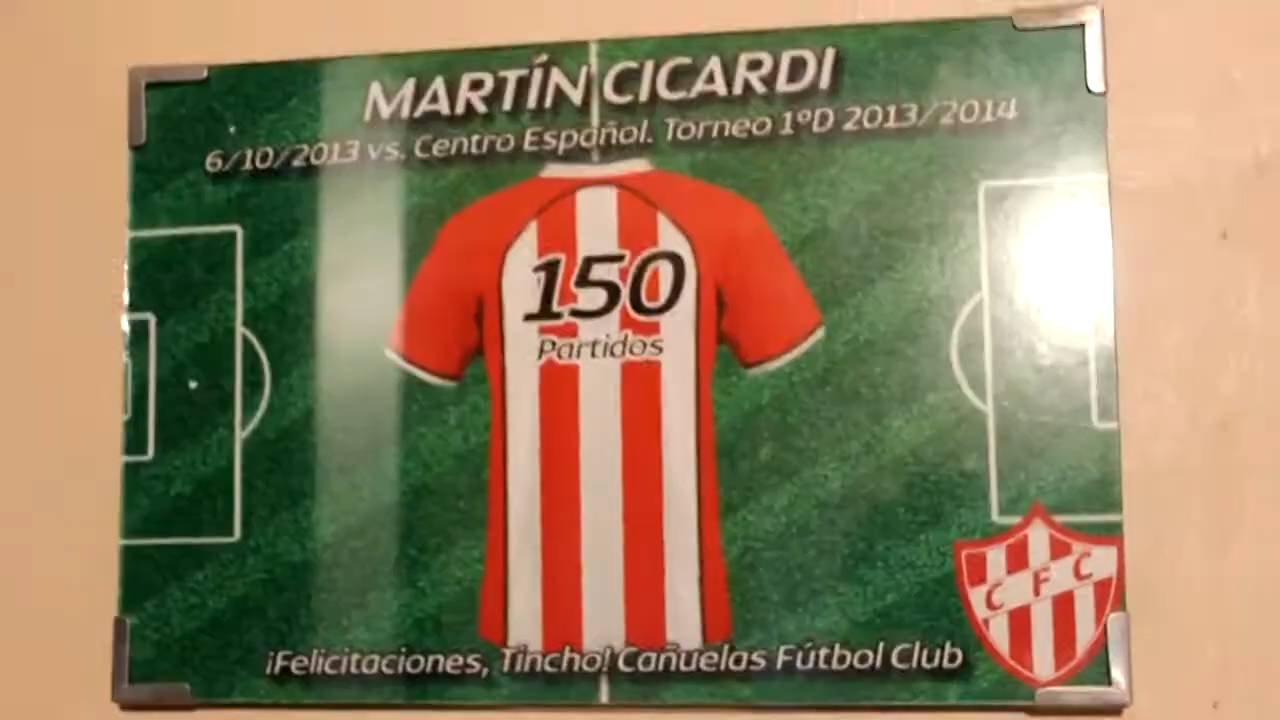 MARTÍN CICARDI
6/10/2013 vs. Centro Español. Torneo 1ºD 2013/2014
150
Partidos
C F C
¡Felicitaciones, Tincho! Cañuelas Fútbol Club